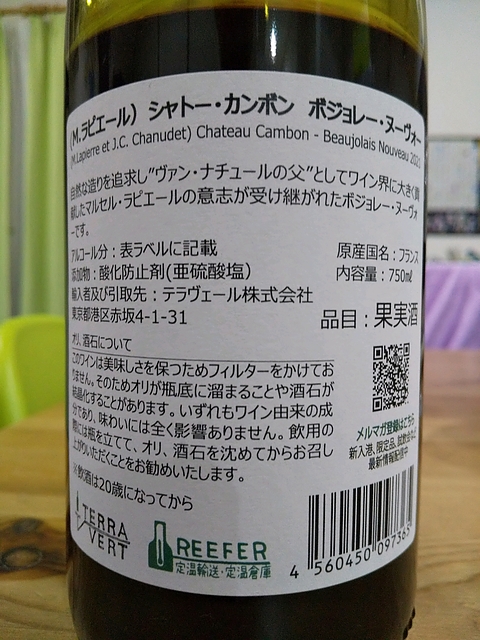 (M.ラピエール) シャトー・カンボン ボジョレー・ヌーヴォー
(M.Lapierre et J.C. Chanudet) Chateau Cambon - Beaujolais Nouveau
自然な造りを追求し"ヴァン・ナチュールの父"としてワイン界に大きく貢
献したマルセル・ラピエールの意志が受け継がれたボジョレー・ヌーヴォ
ーです。
アルコール分：表ラベルに記載
原産国名：フランス
添加物：酸化防止剤(亜硫酸塩)
内容量：750mℓ
輸入者及び引取先：テラヴェール株式会社
東京都港区赤坂4-1-31
品目：果実酒
オリ、酒石について
このワインは美味しさを保つためフィルターをかけてお
りません。そのためオリが瓶底に溜まることや酒石が
結晶化することがあります。いずれもワイン由来の成
分であり、味わいには全く影響ありません。飲用の
際には瓶を立てて、オリ、酒石を沈めてからお召し
上がりいただくことをお勧めいたします。
※飲酒は20歳になってから
メルマガ登録はこちら
新入港、限定品、試飲会など
最新情報配信中
TERRA
VERT
REEFER
定温輸送・定温倉庫
4 560450 097365